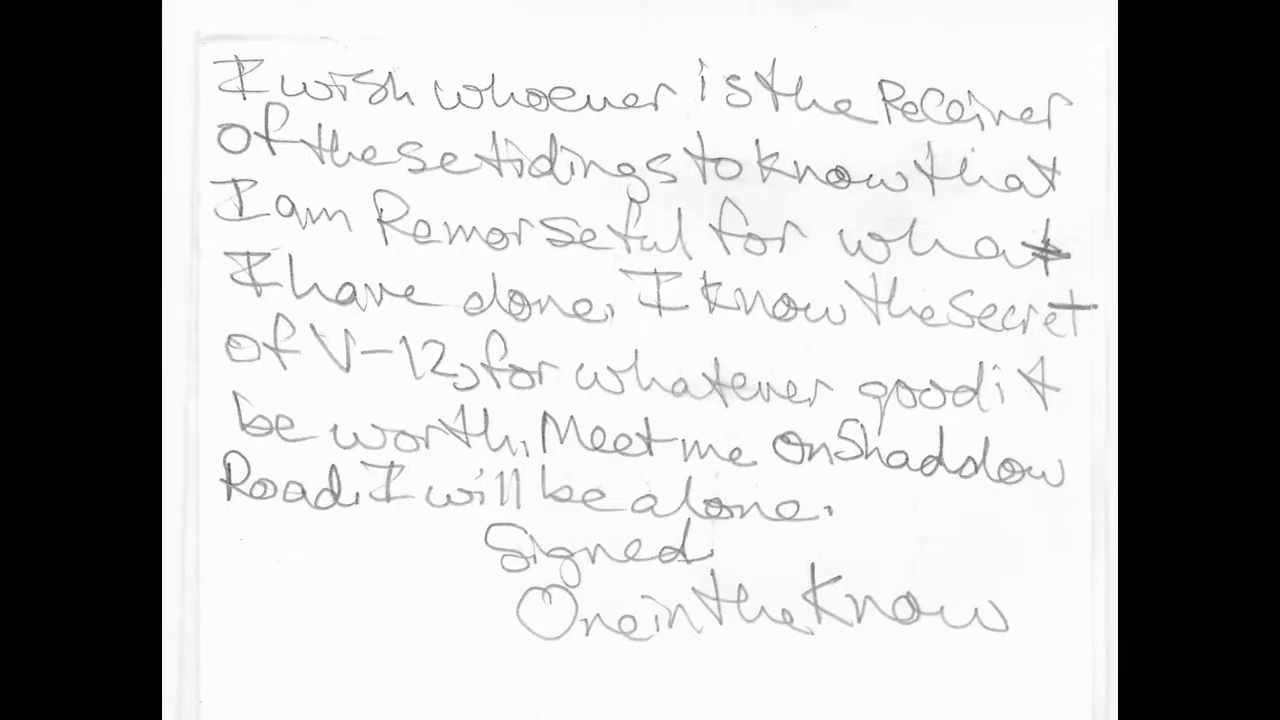 I wish whoever is the Receiver
Of these tidings to know that
I am Remorseful for what
I have done. I know the secret
of V-12, for whatever good it
be worth. Meet me On Shaddow
Road. I will be alone.
Signed
One in the Know